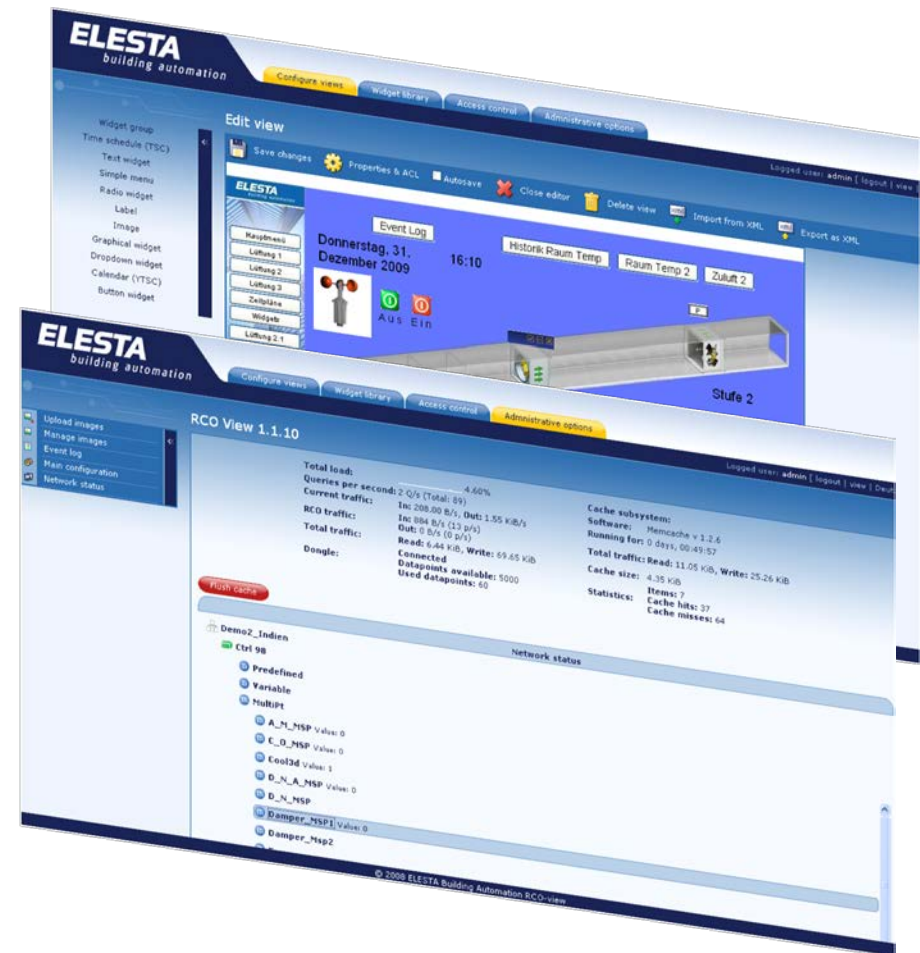 ELESTA
building automation
Configure views
Widget library
Access control
Administrative options
Logged user: admin [ logout | view |
Widget group
Time schedule (TSC)
Text widget
Simple menu
Radio widget
Label
Image
Graphical widget
Dropdown widget
Calendar (YTSC)
Button widget
Edit view
Save changes
Properties & ACL
Autosave
Close editor
Delete view
Import from XML
Export as XML
ELESTA
Hauptmenü
Lüftung 1
Lüftung 2
Lüftung 3
Zeitpläne
Widgets
Lüftung 2.1
Event Log
Donnerstag, 31.
Dezember 2009
16:10
Historik Raum Temp
Raum Temp 2
Zuluft 2
Aus Ein
P
Stufe 2
ELESTA
building automation
Configure views
Widget library
Access control
Administrative options
Logged user: admin [ logout | view | Deut
Upload images
Manage images
Event log
Main configuration
Network status
RCO View 1.1.10
Total load: 4.60%
Queries per second: 2 Q/s (Total: 89)
Current traffic: In: 208.00 B/s, Out: 1.55 KiB/s
RCO traffic: In: 884 B/s (13 p/s)
Out: 0 B/s (0 p/s)
Total traffic: Read: 6.44 KiB, Write: 69.65 KiB
Dongle: Connected
Datapoints available: 5000
Used datapoints: 60
Cache subsystem:
Software: Memcache v 1.2.6
Running for: 0 days, 00:49:57
Total traffic: Read: 11.05 KiB, Write: 25.26 KiB
Cache size: 4.35 KiB
Statistics: Items: 7
Cache hits: 37
Cache misses: 64
Flush cache
Network status
Demo2_Indien
Ctrl 98
Predefined
Variable
MultiPt
A_M_MSP Value: 0
C_O_MSP Value: 0
Cool3d Value: 1
D_N_A_MSP Value: 0
D_N_MSP
Damper_MSP1 Value: 0
Damper_Msp2
© 2008 ELESTA Building Automation RCO-view